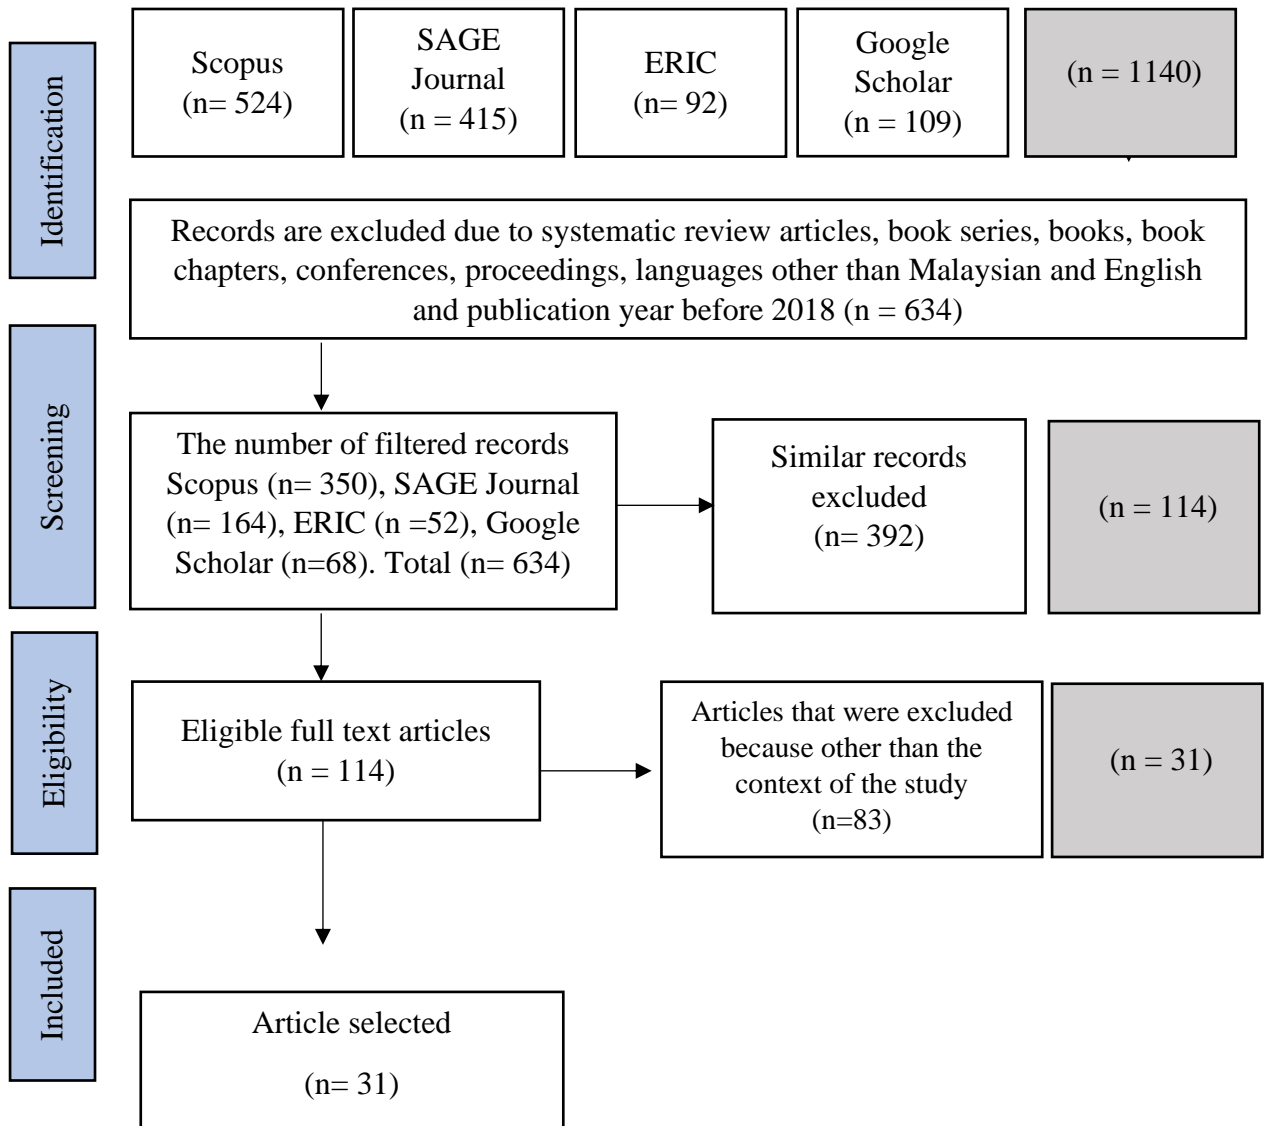 Identification
Scopus
(n= 524)
SAGE
Journal
(n = 415)
ERIC
(n= 92)
Google
Scholar
(n = 109)
(n = 1140)
Records are excluded due to systematic review articles, book series, books, book
chapters, conferences, proceedings, languages other than Malaysian and English
and publication year before 2018 (n = 634)
Screening
The number of filtered records
Scopus (n= 350), SAGE Journal
(n= 164), ERIC (n =52), Google
Scholar (n=68). Total (n= 634)
Similar records
excluded
(n= 392)
(n = 114)
Eligibility
Eligible full text articles
(n = 114)
Articles that were excluded
because other than the
context of the study
(n=83)
(n = 31)
Included
Article selected
(n= 31)